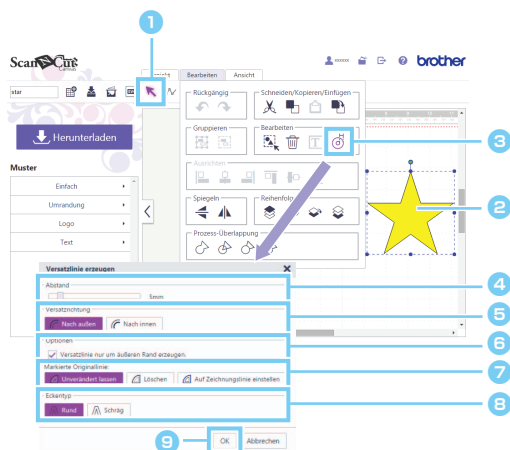 1
ScanNCut
Canvas
xxxxxx
brother
Bearbeiten Ansicht
star
Rückgängig
Schneiden/Kopieren/Einfügen
Herunterladen
Gruppieren
Bearbeiten
3
Muster
Ausrichten
Einfach
Umrandung
Spiegeln
2
Logo
Text
Prozess-Überlappung
Versatzlinie erzeugen
Abstand
4
5mm
Versatzrichtung
5
Nach außen
Nach innen
Optionen
6
Versatzlinie nur um äußeren Rand erzeugen.
Markierte Originallinie:
7
Unverändert lassen
Löschen
Auf Zeichnungslinie einstellen
Eckentyp
8
Rund
Schräg
9
OK
Abbrechen